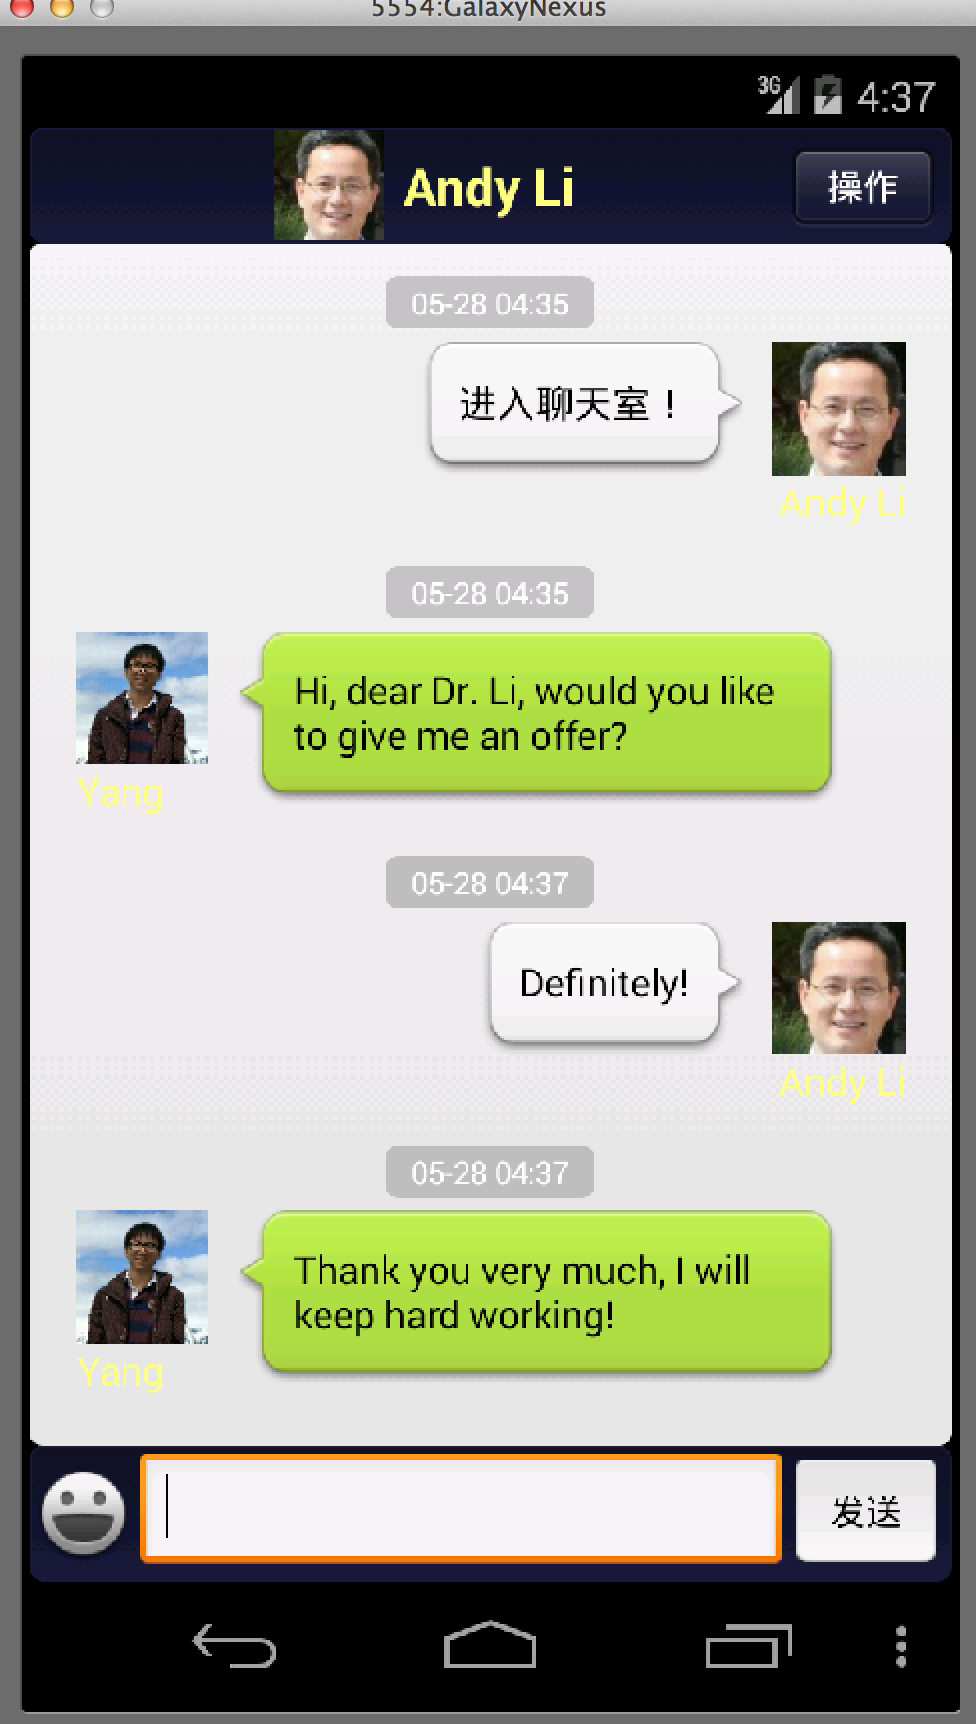 5554:GalaxyNexus
3G 4:37
Andy Li
操作
05-28 04:35
进入聊天室！
Andy Li
05-28 04:35
Hi, dear Dr. Li, would you like
to give me an offer?
Yang
05-28 04:37
Definitely!
Andy Li
05-28 04:37
Thank you very much, I will
keep hard working!
Yang
发送